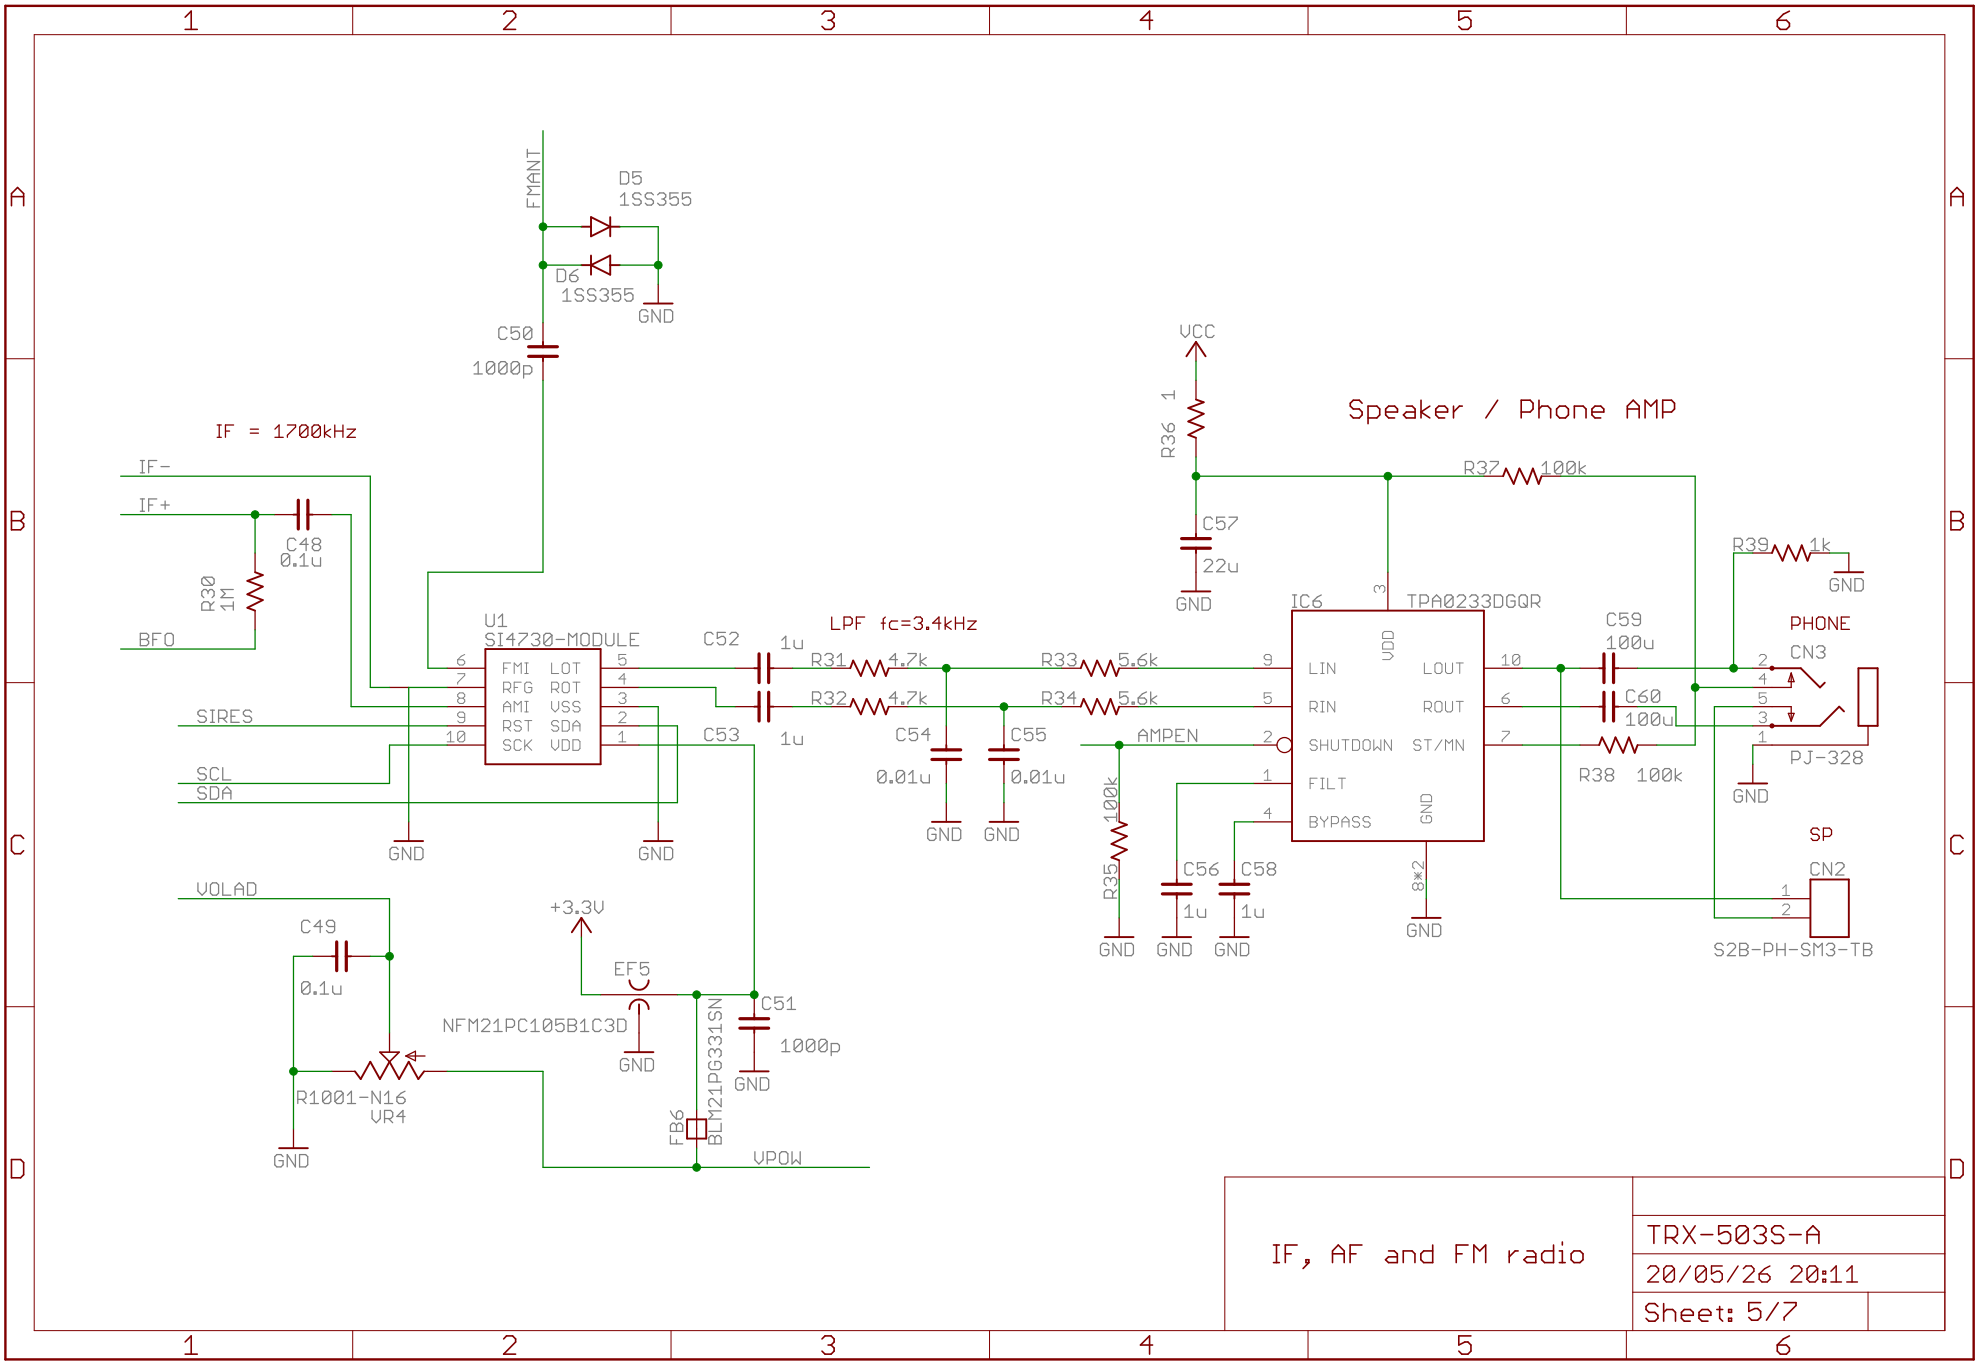 1 2 3 4 5 6
A A
B B
C C
D D
1 2 3 4 5 6
FMANT
D5
1SS355
D6
1SS355
GND
C50
1000p
IF = 1700kHz
IF-
IF+
C48
0.1u
R30
1M
BFO
U1
SI4730-MODULE
6 FMI LOT 5
7 RFG ROT 4
8 AMI VSS 3
9 RST SDA 2
10 SCK VDD 1
SIRES
SCL
SDA
GND
GND
C52
1u
C53
1u
LPF fc=3.4kHz
R31 4.7k
R32 4.7k
R33 5.6k
R34 5.6k
C54
0.01u
GND
C55
0.01u
GND
VCC
R36 1
C57
22u
GND
Speaker / Phone AMP
R37 100k
IC6
TPA0233DGQR
3
VDD
9 LIN LOUT 10
5 RIN ROUT 6
2 SHUTDOWN ST/MN 7
1 FILT
4 BYPASS
GND
8*2
GND
AMPEN
R35 100k
GND
C56
1u
GND
C58
1u
GND
C59
100u
C60
100u
R38 100k
R39 1k
GND
PHONE
CN3
2
4
5
3
1
PJ-328
GND
SP
CN2
1
2
S2B-PH-SM3-TB
VOLAD
C49
0.1u
R1001-N16
VR4
GND
+3.3V
EF5
NFM21PC105B1C3D
GND
C51
1000p
GND
FB6
BLM21PG331SN
VPOW
IF, AF and FM radio
TRX-503S-A
20/05/26 20:11
Sheet: 5/7